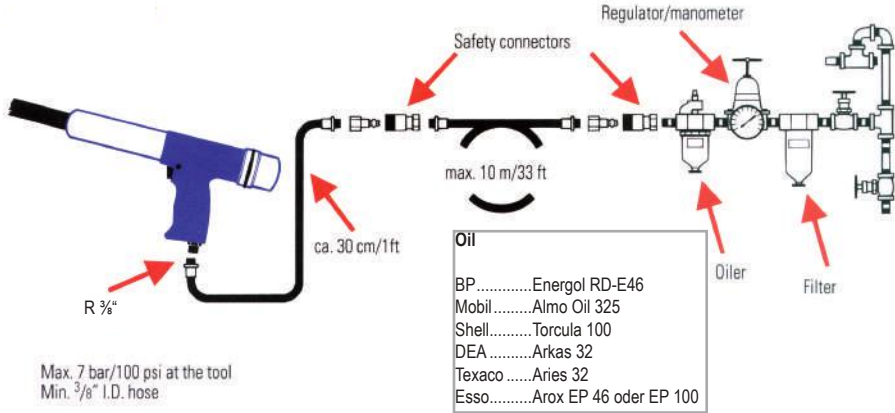 Regulator/manometer
Safety connectors
max. 10 m/33 ft
ca. 30 cm/1ft
R ⅜“
Oiler
Filter
Oil
BP............Energol RD-E46
Mobil.........Almo Oil 325
Shell..........Torcula 100
DEA ..........Arkas 32
Texaco ......Aries 32
Esso..........Arox EP 46 oder EP 100
Max. 7 bar/100 psi at the tool
Min. 3/8" I.D. hose